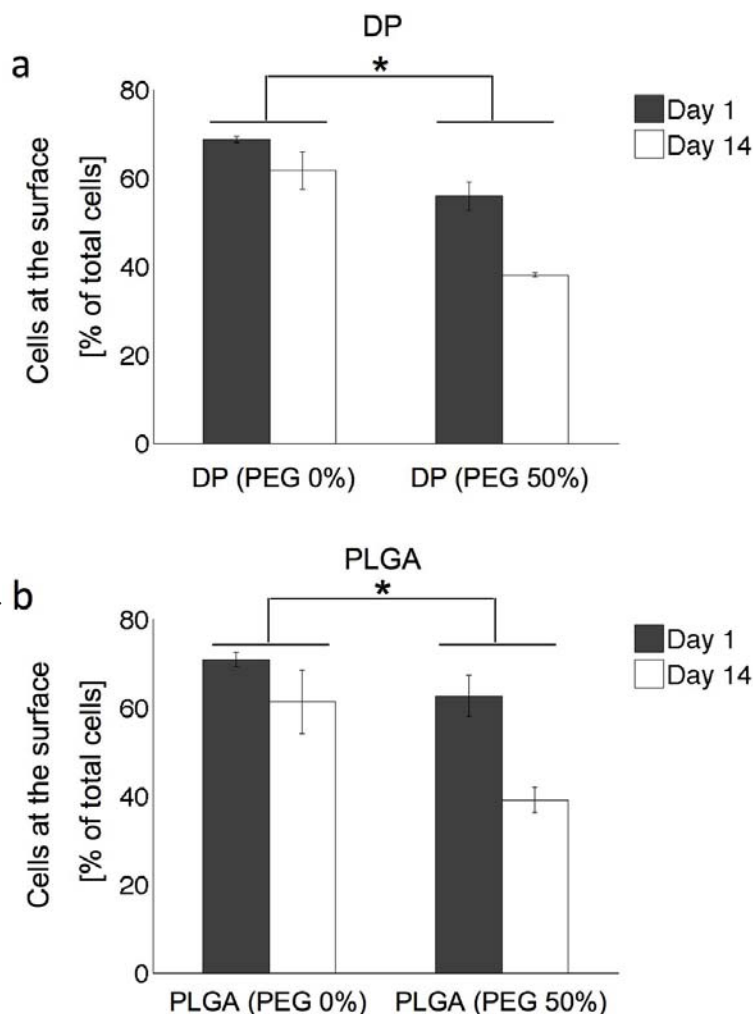 DP
a
*
80
60
40
20
0
Cells at the surface
[% of total cells]
Day 1
Day 14
DP (PEG 0%)
DP (PEG 50%)
PLGA
b
*
80
60
40
20
0
Cells at the surface
[% of total cells]
Day 1
Day 14
PLGA (PEG 0%)
PLGA (PEG 50%)